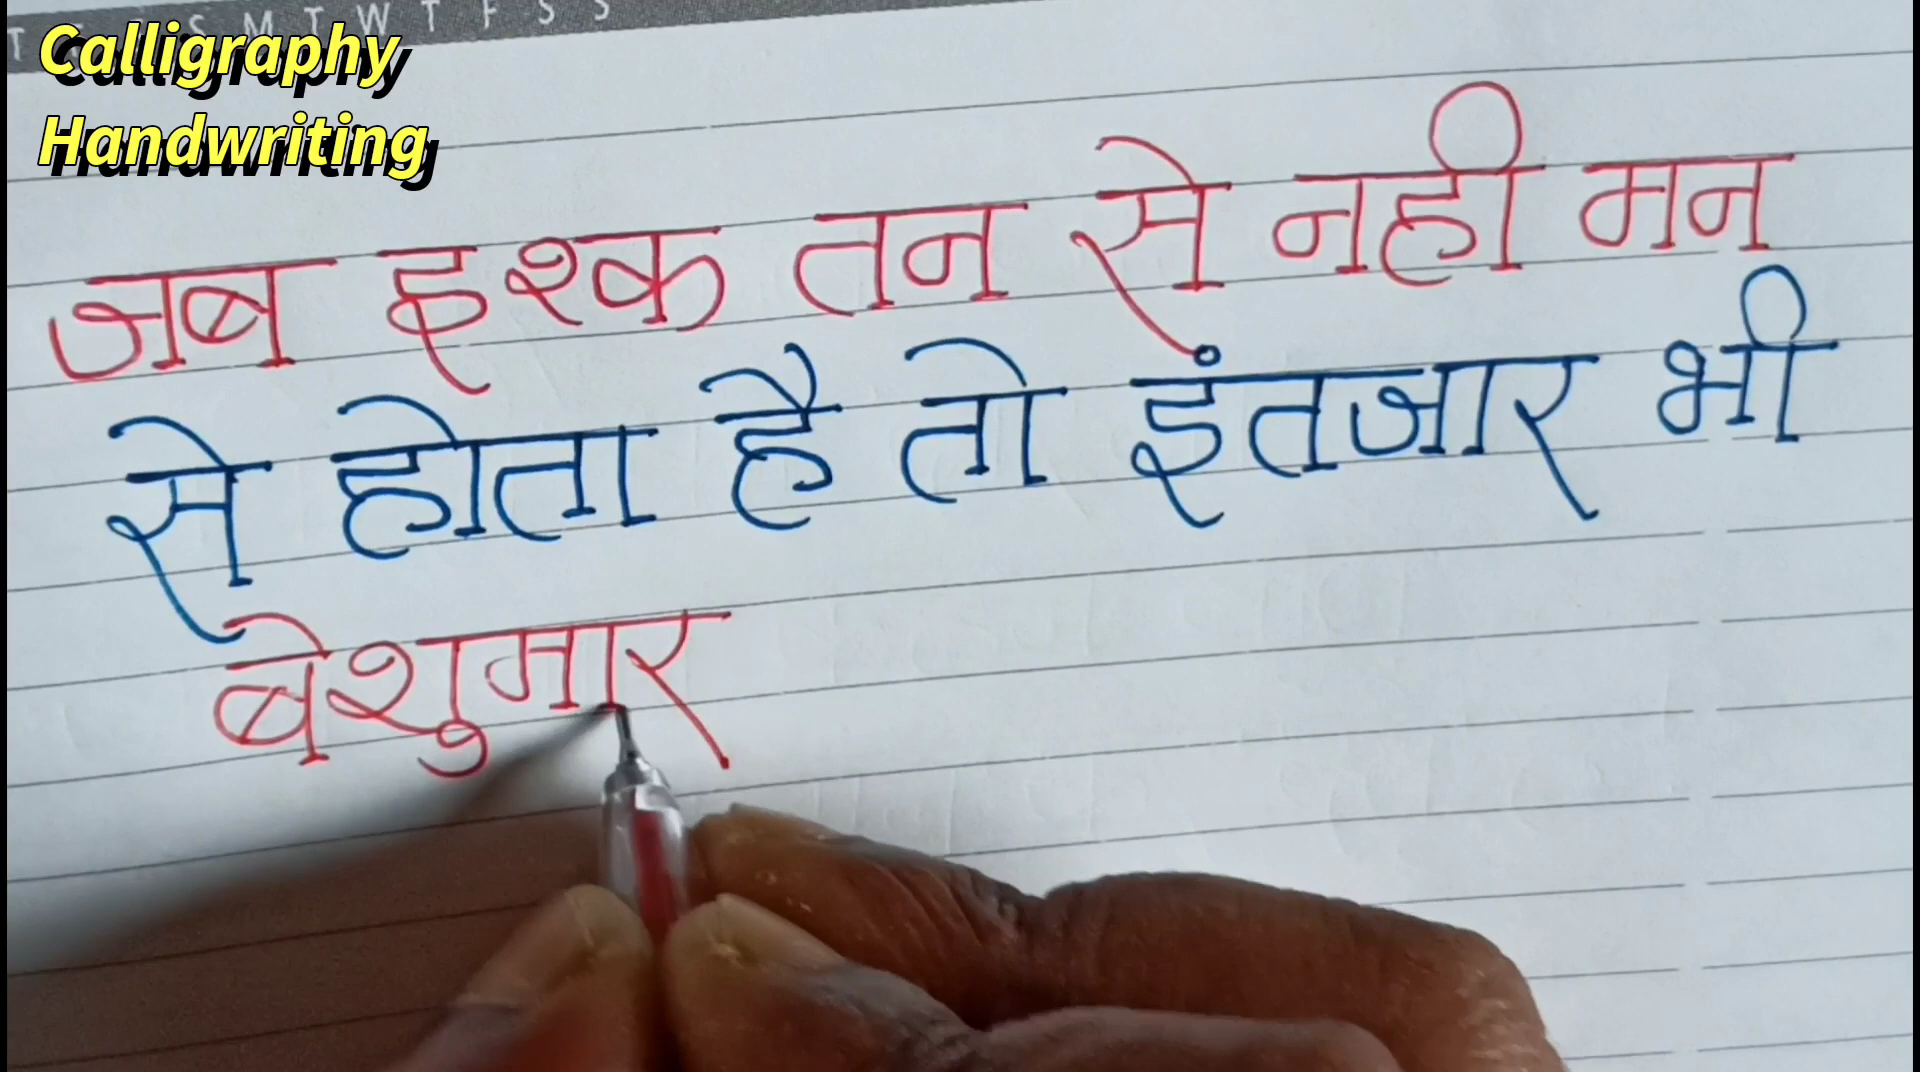 T F S M T W T F S S
Calligraphy
Handwriting
जब इश्क तन से नही मन
से होता है तो इंतजार भी
बेशुमार